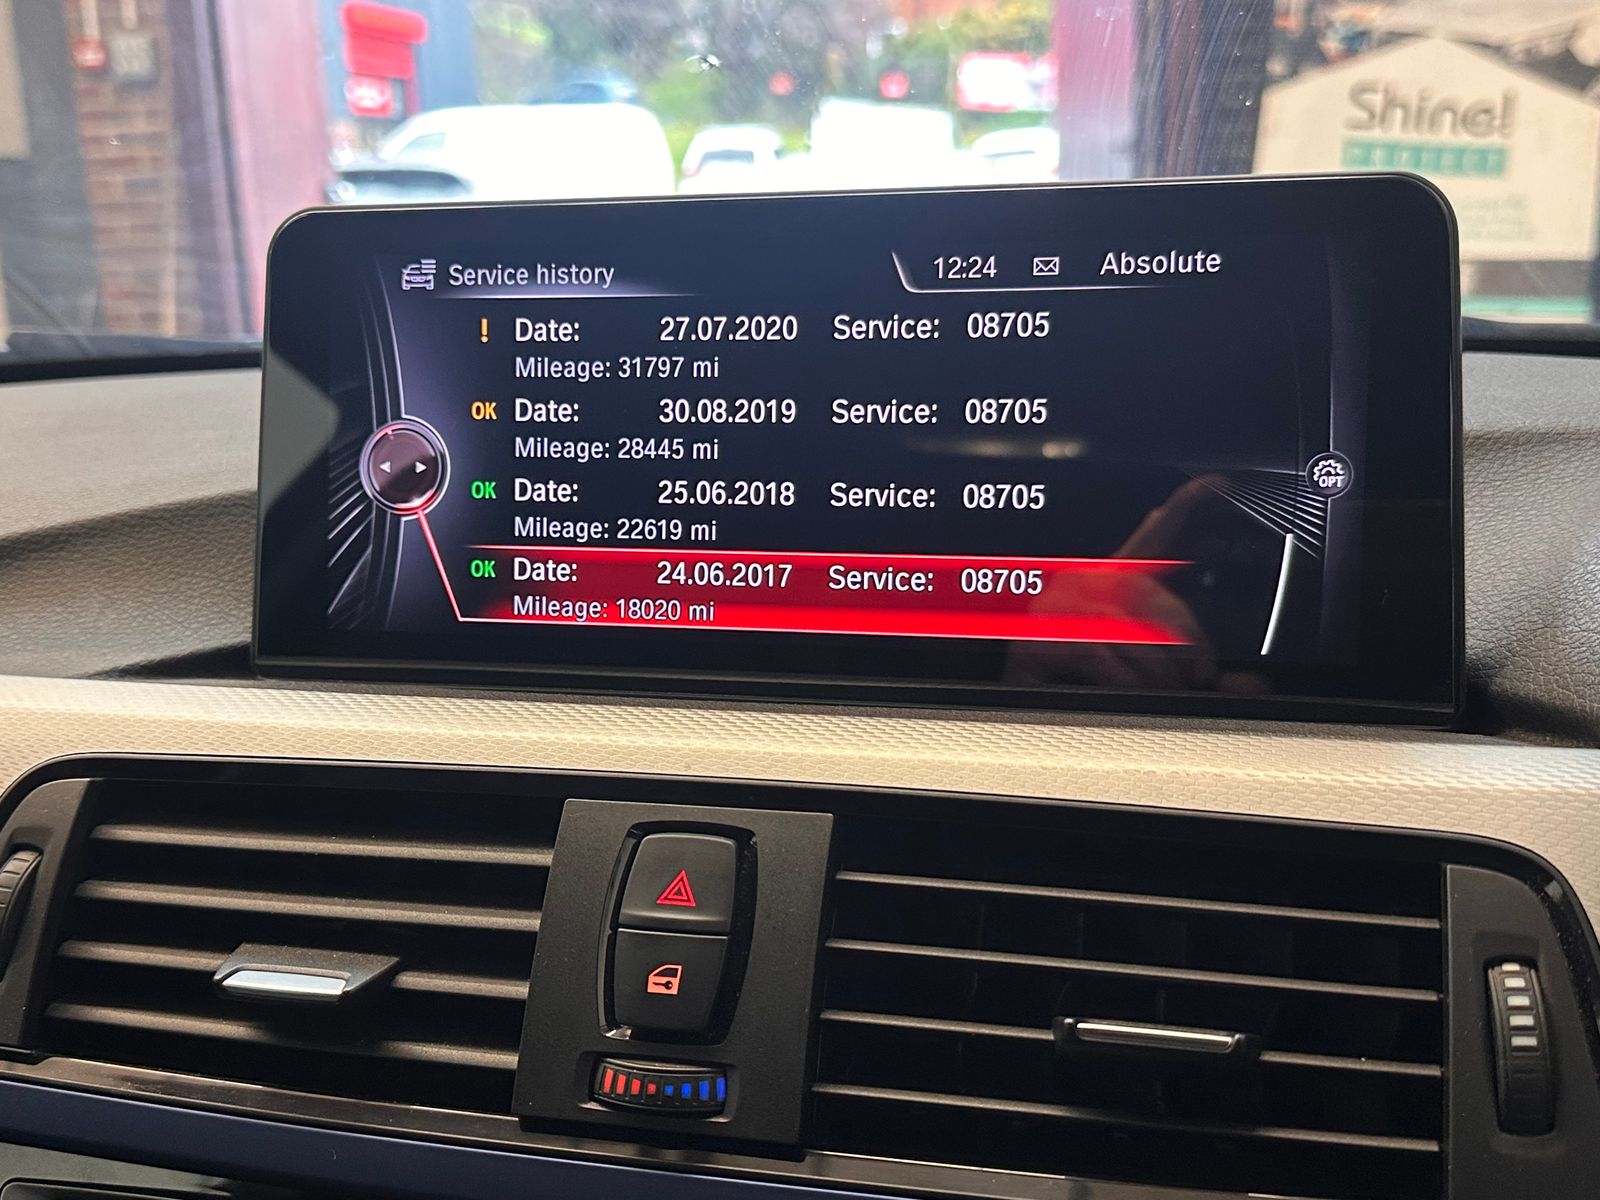 Shine!
PROJECT
Service history
12:24 Absolute
! Date: 27.07.2020 Service: 08705
Mileage: 31797 mi
OK Date: 30.08.2019 Service: 08705
Mileage: 28445 mi
OK Date: 25.06.2018 Service: 08705
Mileage: 22619 mi
OPT
OK Date: 24.06.2017 Service: 08705
Mileage: 18020 mi